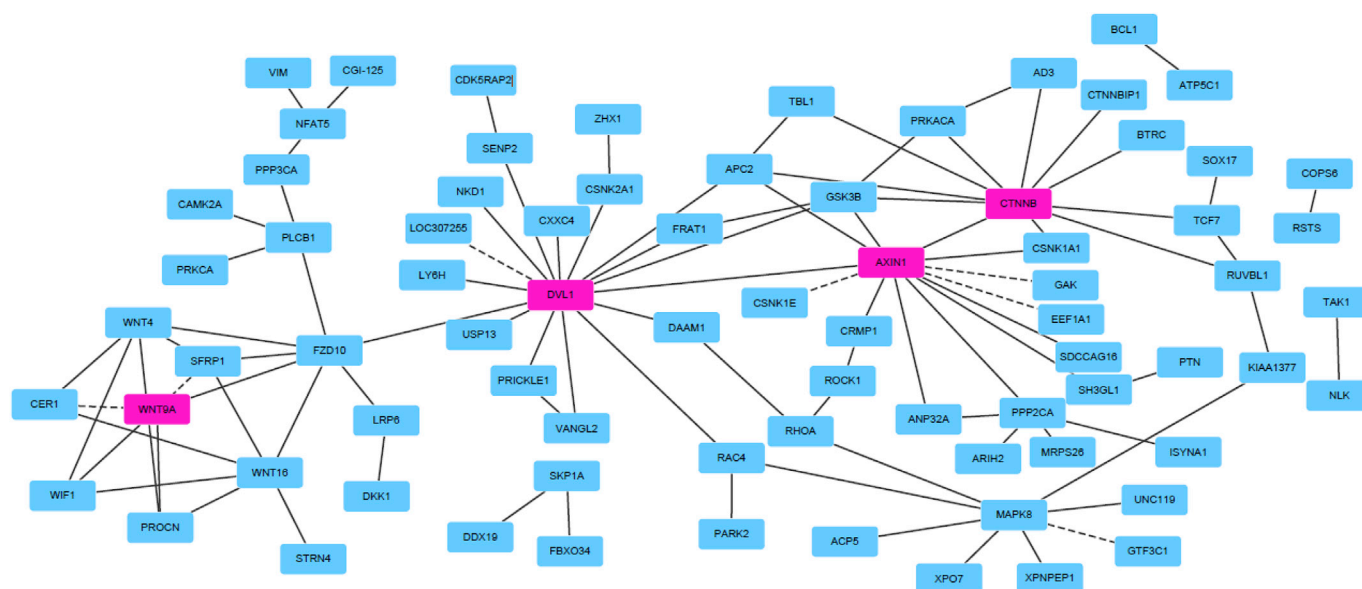 BCL1
VIM
CGI-125
CDK5RAP2
AD3
ATP5C1
CTNNBIP1
TBL1
ZHX1
NFAT5
PRKACA
BTRC
SENP2
SOX17
PPP3CA
APC2
COPS6
NKD1
CSNK2A1
GSK3B
CAMK2A
CTNNB
LOC307255
CXXC4
FRAT1
TCF7
RSTS
PLCB1
CSNK1A1
PRKCA
LY6H
AXIN1
RUVBL1
DVL1
GAK
CSNK1E
TAK1
WNT4
EEF1A1
USP13
DAAM1
CRMP1
SFRP1
FZD10
SDCCAG16
PTN
KIAA1377
PRICKLE1
ROCK1
SH3GL1
NLK
CER1
WNT9A
LRP6
ANP32A
PPP2CA
VANGL2
RHOA
MRPS26
ISYNA1
ARIH2
RAC4
WNT16
SKP1A
WIF1
DKK1
UNC119
MAPK8
PROCN
DDX19
PARK2
ACP5
FBXO34
GTF3C1
STRN4
XPO7
XPNPEP1